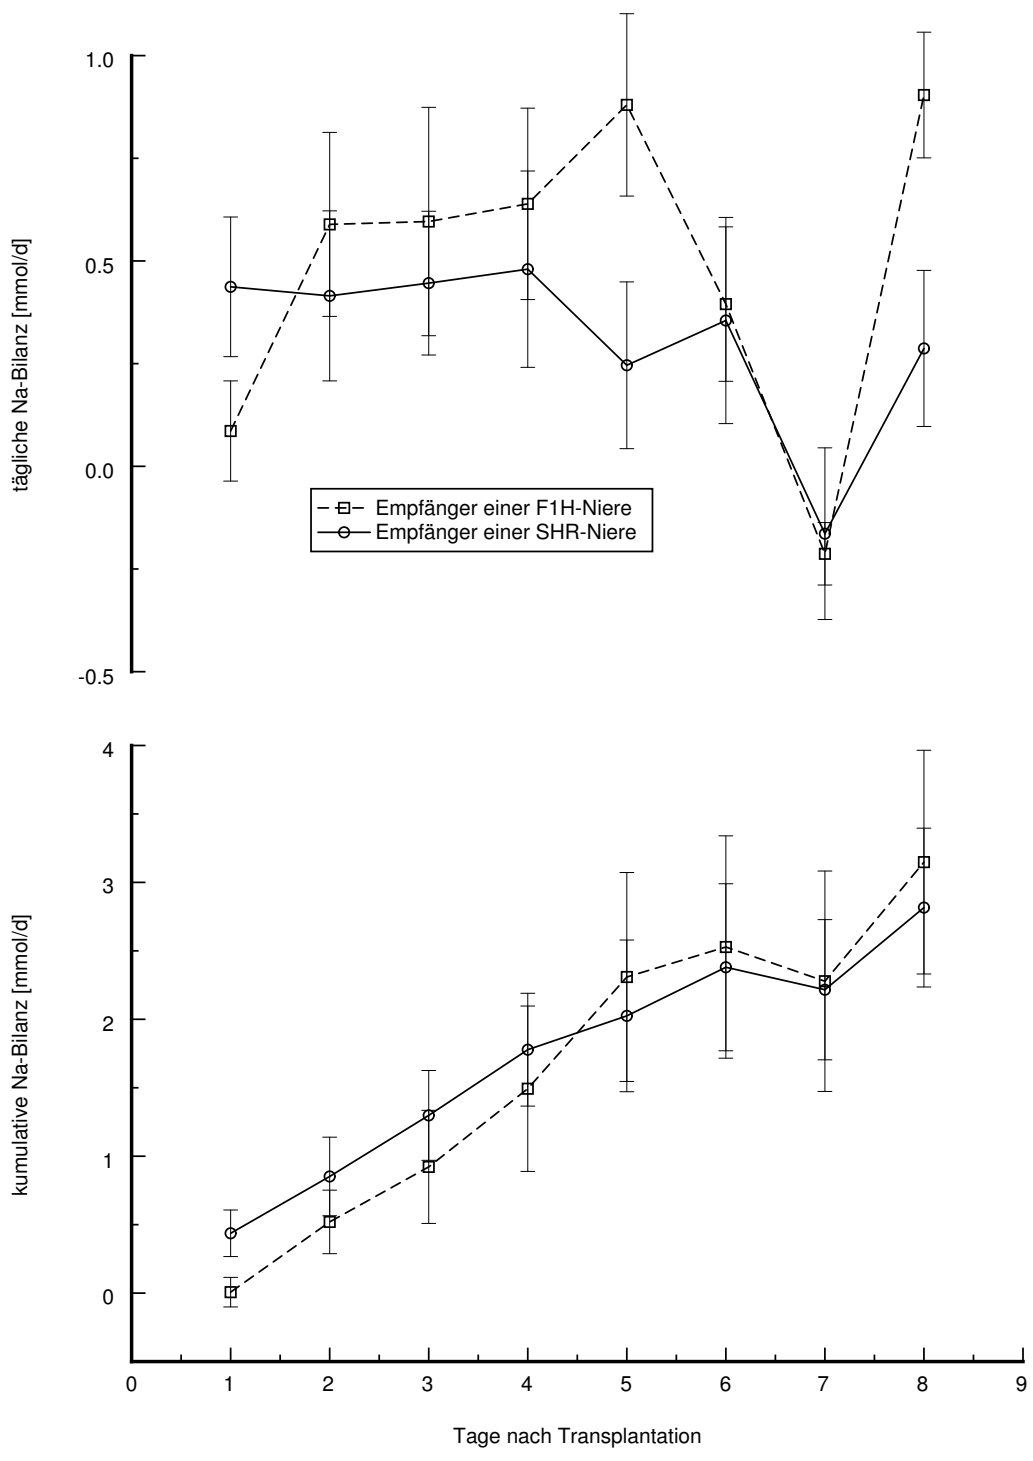 1.0
0.5
0.0
-0.5
tägliche Na-Bilanz [mmol/d]
Empfänger einer F1H-Niere
Empfänger einer SHR-Niere
4
3
2
1
0
kumulative Na-Bilanz [mmol/d]
0 1 2 3 4 5 6 7 8 9
Tage nach Transplantation